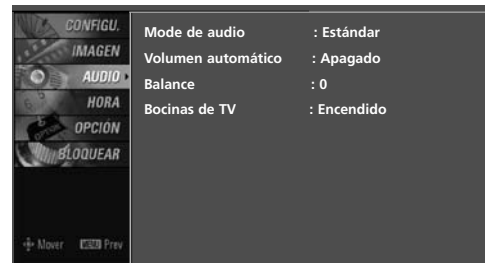 CONFIGU.
IMAGEN
AUDIO
HORA
OPCIÓN
BLOQUEAR
Mover MENU Prev
Mode de audio : Estándar
Volumen automático : Apagado
Balance : 0
Bocinas de TV : Encendido